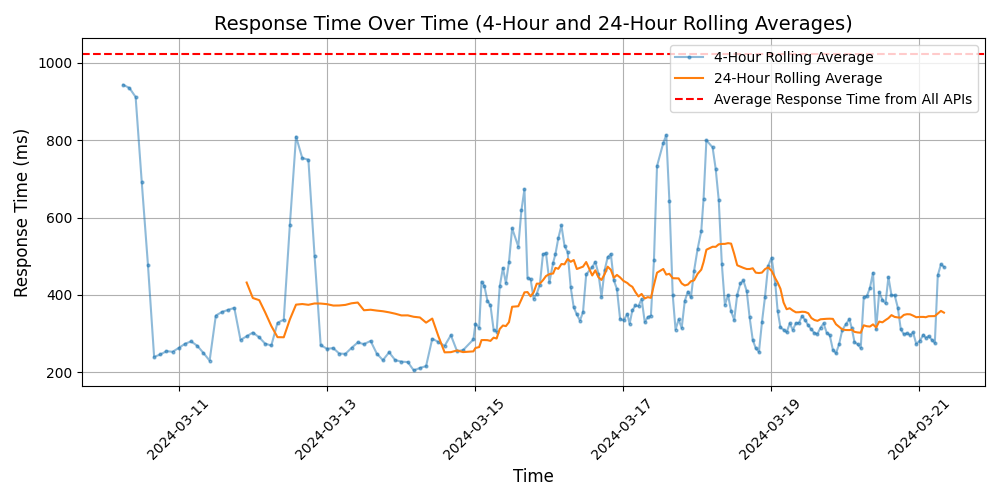 Response Time Over Time (4-Hour and 24-Hour Rolling Averages)
4-Hour Rolling Average
24-Hour Rolling Average
Average Response Time from All APIs
Response Time (ms)
1000
800
600
400
200
2024-03-11
2024-03-13
2024-03-15
2024-03-17
2024-03-19
2024-03-21
Time